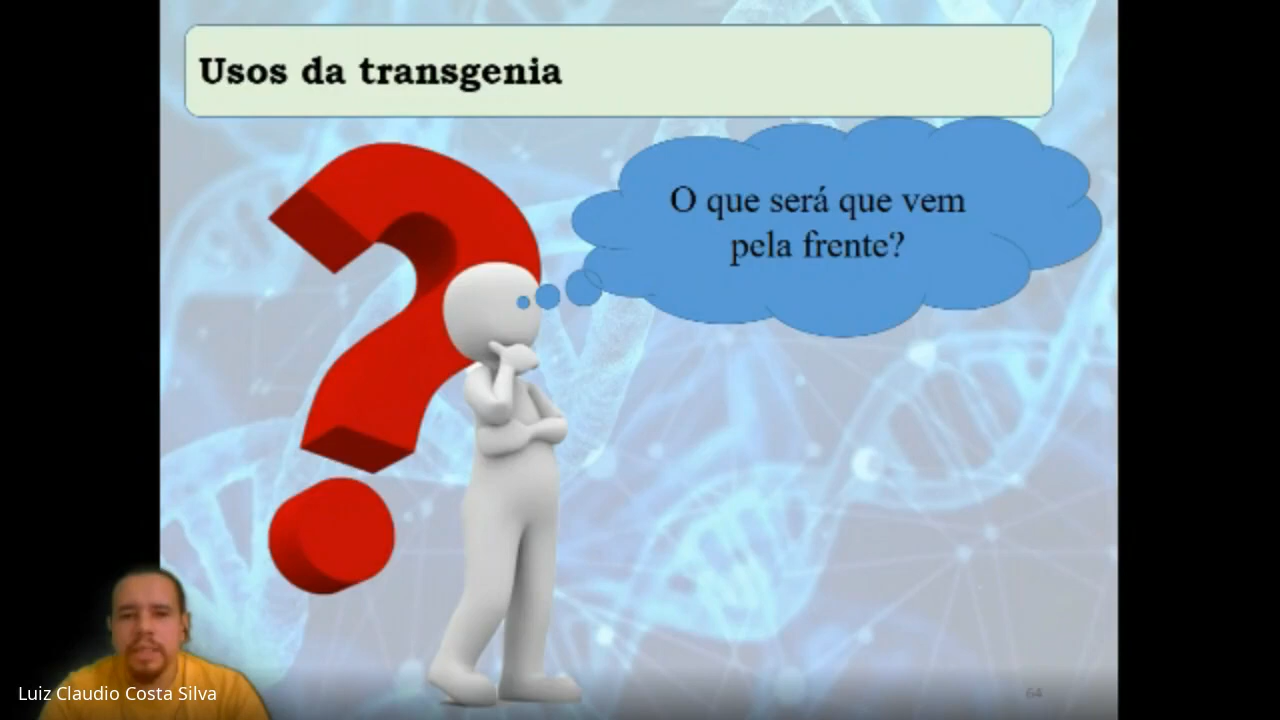 Usos da transgenia
O que será que vem
pela frente?
Luiz Claudio Costa Silva
64